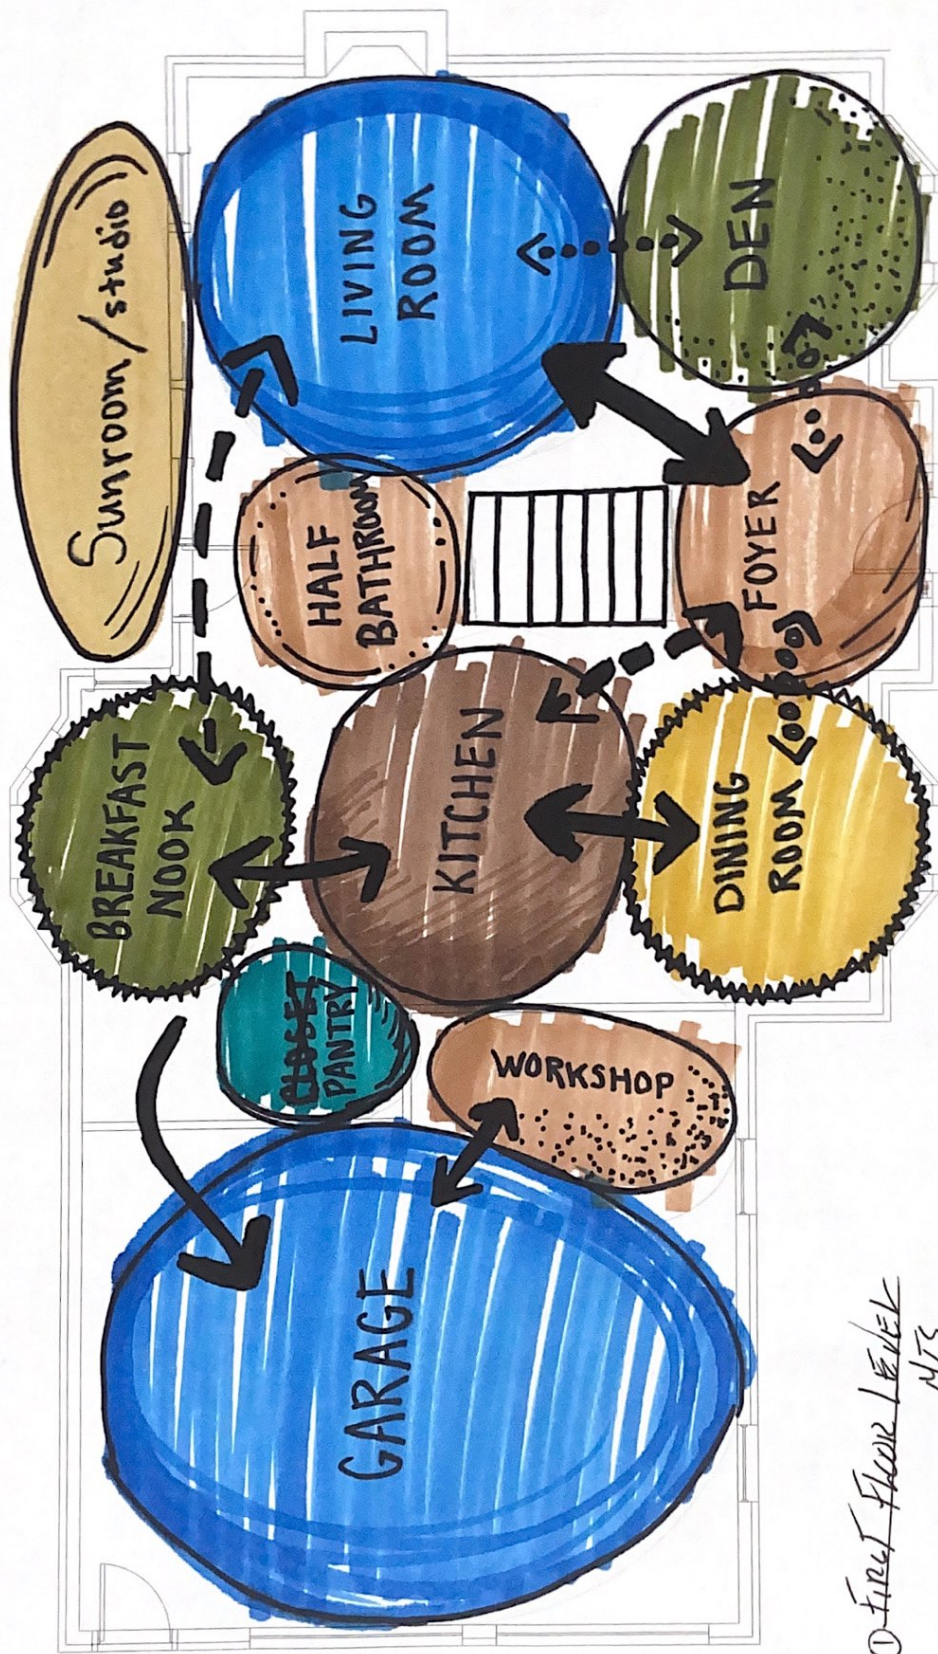 Sunroom/studio
LIVING
ROOM
DEN
HALF
BATHROOM
FOYER
BREAKFAST
NOOK
KITCHEN
DINING
ROOM
CLOSET
PANTRY
WORKSHOP
GARAGE
① FIRST FLOOR LEVEL
NTS